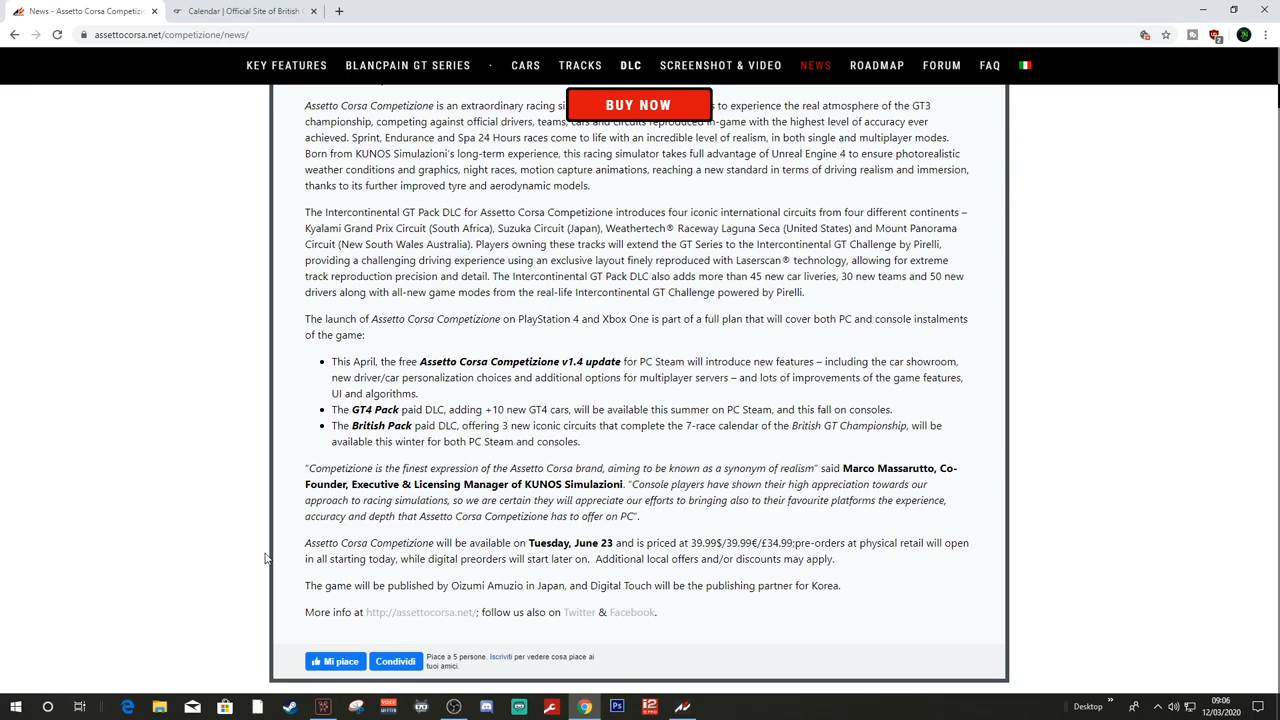 News - Assetto Corsa Competizi
Calendar | Official Site of British
assettocorsa.net/competizione/news/
KEY FEATURES BLANCPAIN GT SERIES · CARS TRACKS DLC SCREENSHOT & VIDEO NEWS ROADMAP FORUM FAQ
BUY NOW
Assetto Corsa Competizione is an extraordinary racing si to experience the real atmosphere of the GT3
championship, competing against official drivers, teams, cars and circuits reproduced in-game with the highest level of accuracy ever
achieved. Sprint, Endurance and Spa 24 Hours races come to life with an incredible level of realism, in both single and multiplayer modes.
Born from KUNOS Simulazioni's long-term experience, this racing simulator takes full advantage of Unreal Engine 4 to ensure photorealistic
weather conditions and graphics, night races, motion capture animations, reaching a new standard in terms of driving realism and immersion,
thanks to its further improved tyre and aerodynamic models.
The Intercontinental GT Pack DLC for Assetto Corsa Competizione introduces four iconic international circuits from four different continents –
Kyalami Grand Prix Circuit (South Africa), Suzuka Circuit (Japan), Weathertech® Raceway Laguna Seca (United States) and Mount Panorama
Circuit (New South Wales Australia). Players owning these tracks will extend the GT Series to the Intercontinental GT Challenge by Pirelli,
providing a challenging driving experience using an exclusive layout finely reproduced with Laserscan® technology, allowing for extreme
track reproduction precision and detail. The Intercontinental GT Pack DLC also adds more than 45 new car liveries, 30 new teams and 50 new
drivers along with all-new game modes from the real-life Intercontinental GT Challenge powered by Pirelli.
The launch of Assetto Corsa Competizione on PlayStation 4 and Xbox One is part of a full plan that will cover both PC and console instalments
of the game:
• This April, the free Assetto Corsa Competizione v1.4 update for PC Steam will introduce new features – including the car showroom,
new driver/car personalization choices and additional options for multiplayer servers – and lots of improvements of the game features,
UI and algorithms.
• The GT4 Pack paid DLC, adding +10 new GT4 cars, will be available this summer on PC Steam, and this fall on consoles.
• The British Pack paid DLC, offering 3 new iconic circuits that complete the 7-race calendar of the British GT Championship, will be
available this winter for both PC Steam and consoles.
"Competizione is the finest expression of the Assetto Corsa brand, aiming to be known as a synonym of realism" said Marco Massarutto, Co-
Founder, Executive & Licensing Manager of KUNOS Simulazioni. "Console players have shown their high appreciation towards our
approach to racing simulations, so we are certain they will appreciate our efforts to bringing also to their favourite platforms the experience,
accuracy and depth that Assetto Corsa Competizione has to offer on PC".
Assetto Corsa Competizione will be available on Tuesday, June 23 and is priced at 39.99$/39.99€/£34.99;pre-orders at physical retail will open
in all starting today, while digital preorders will start later on. Additional local offers and/or discounts may apply.
The game will be published by Oizumi Amuzio in Japan, and Digital Touch will be the publishing partner for Korea.
More info at http://assettocorsa.net/; follow us also on Twitter & Facebook.
Mi piace Condividi Piace a 5 persone. Iscriviti per vedere cosa piace ai
tuoi amici.
Desktop
09:06
12/03/2020